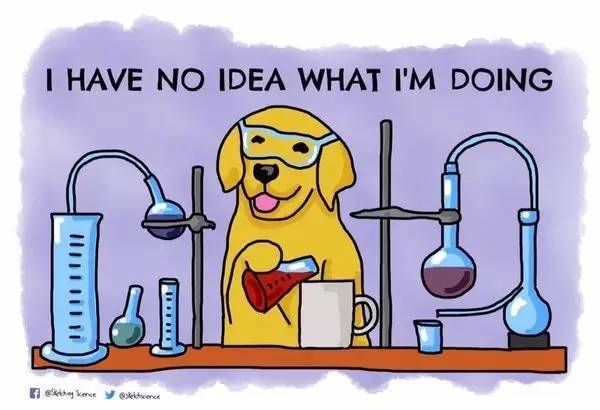 I HAVE NO IDEA WHAT I'M DOING
@Sketching Science @sketchscience